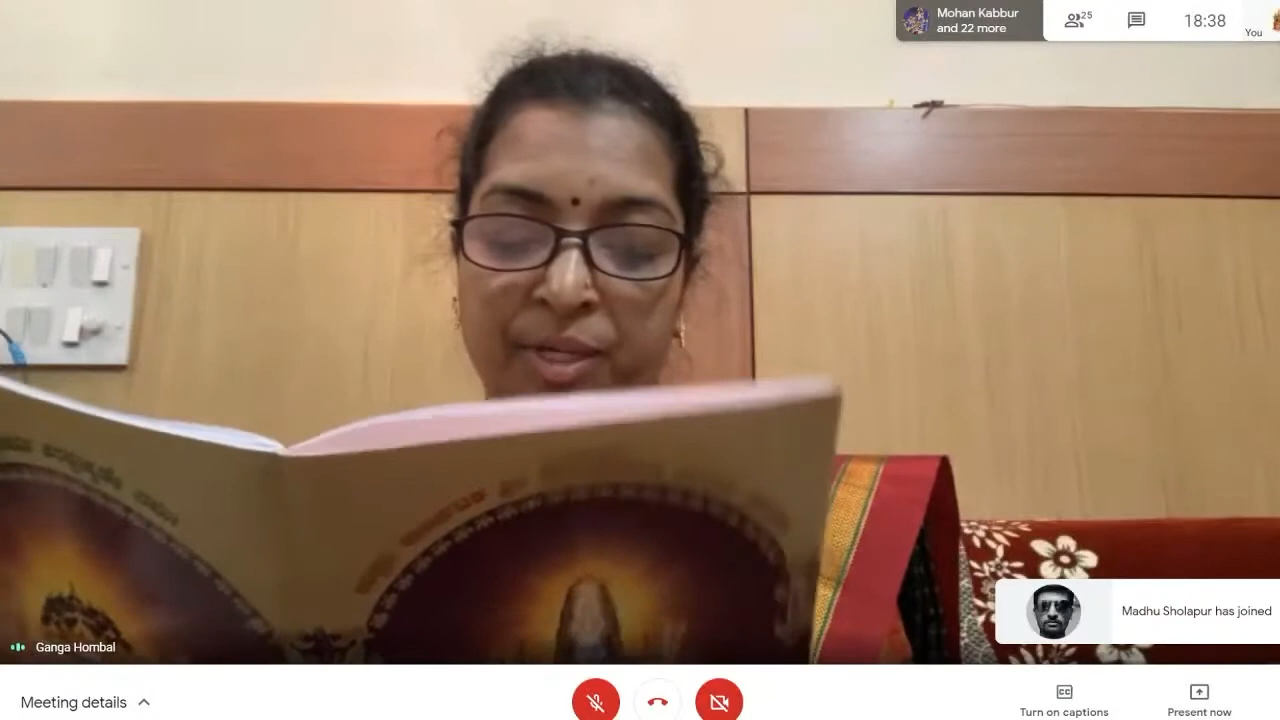 Mohan Kabbur
and 22 more
25
18:38
You
Ganga Hombal
Madhu Sholapur has joined
Meeting details
Turn on captions
Present now